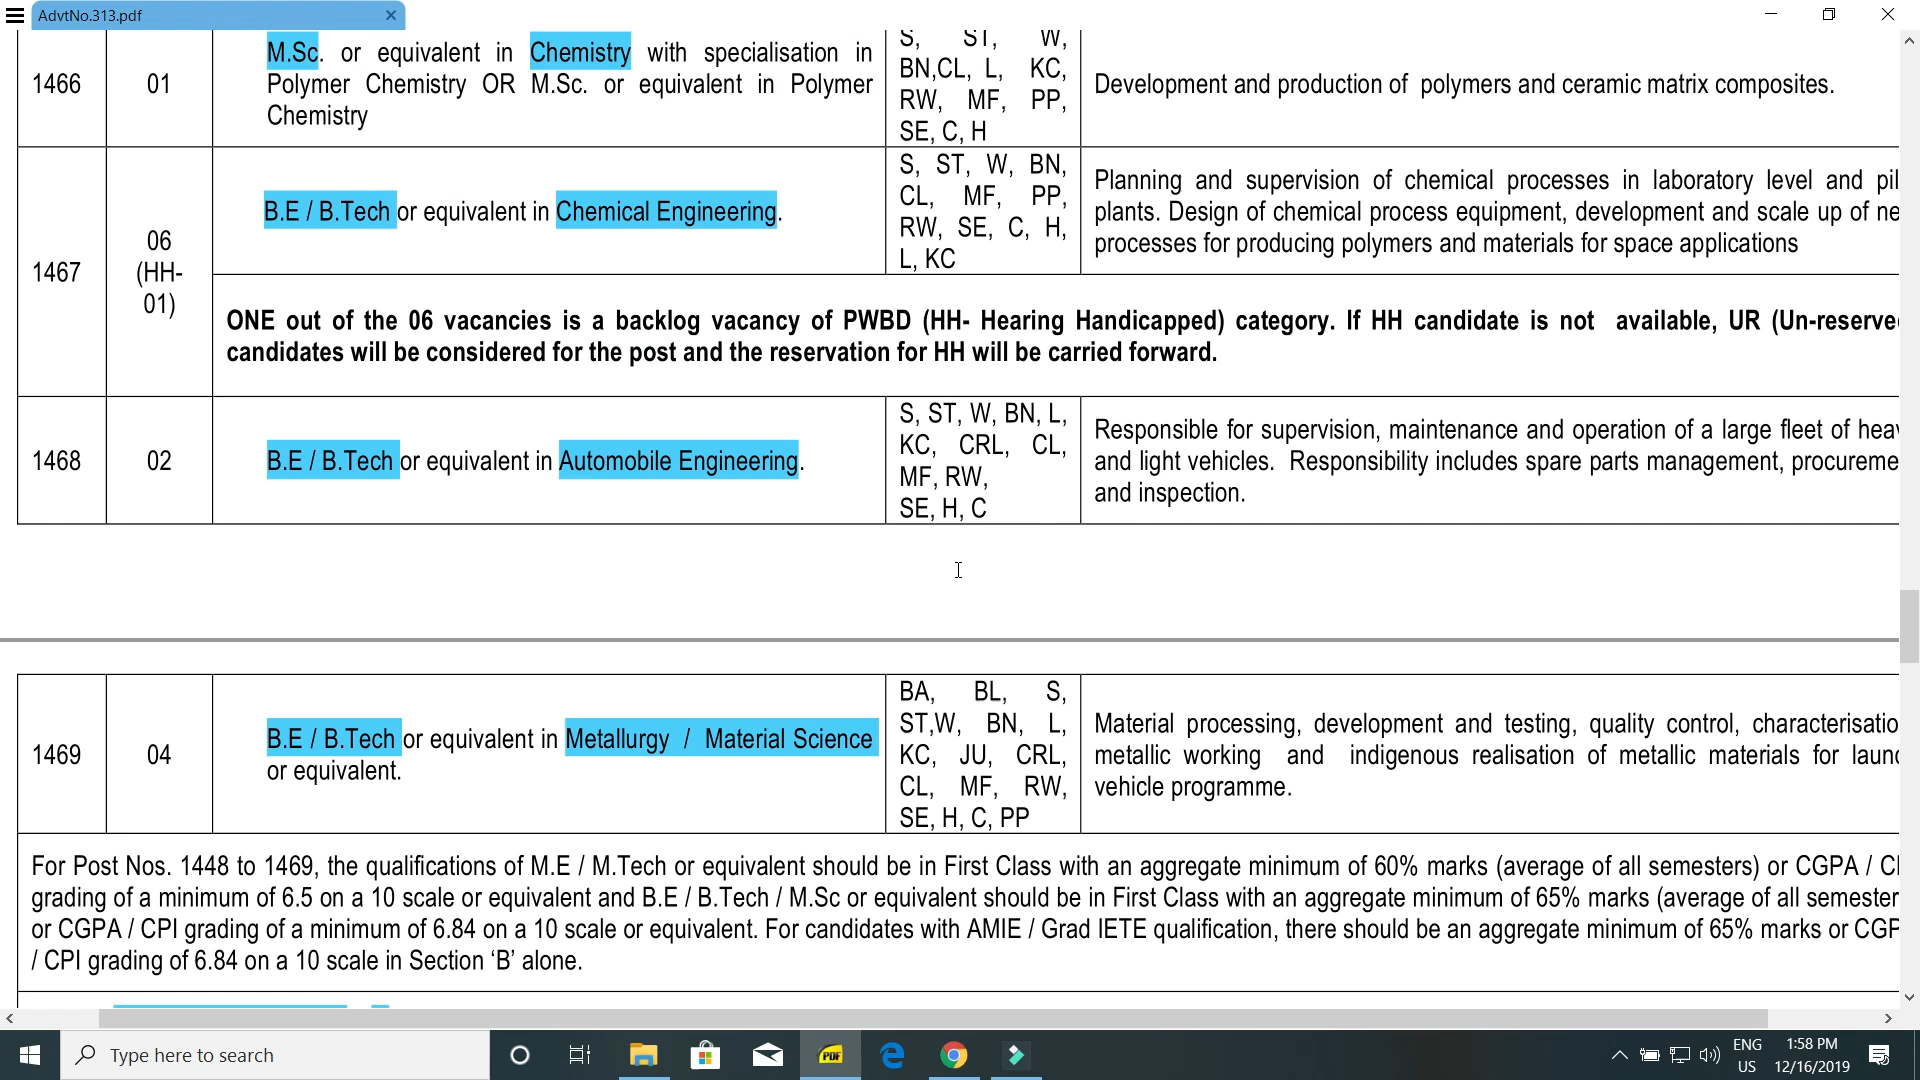 AdvtNo.313.pdf
1466
01
M.Sc. or equivalent in Chemistry with specialisation in
Polymer Chemistry OR M.Sc. or equivalent in Polymer
Chemistry
S, ST, W,
BN,CL, L, KC,
RW, MF, PP,
SE, C, H
Development and production of polymers and ceramic matrix composites.
1467
06
(HH-
01)
B.E / B.Tech or equivalent in Chemical Engineering.
S, ST, W, BN,
CL, MF, PP,
RW, SE, C, H,
L, KC
Planning and supervision of chemical processes in laboratory level and pil
plants. Design of chemical process equipment, development and scale up of ne
processes for producing polymers and materials for space applications
ONE out of the 06 vacancies is a backlog vacancy of PWBD (HH- Hearing Handicapped) category. If HH candidate is not available, UR (Un-reserve
candidates will be considered for the post and the reservation for HH will be carried forward.
1468
02
B.E / B.Tech or equivalent in Automobile Engineering.
S, ST, W, BN, L,
KC, CRL, CL,
MF, RW,
SE, H, C
Responsible for supervision, maintenance and operation of a large fleet of heav
and light vehicles. Responsibility includes spare parts management, procureme
and inspection.
1469
04
B.E / B.Tech or equivalent in Metallurgy / Material Science
or equivalent.
BA, BL, S,
ST,W, BN, L,
KC, JU, CRL,
CL, MF, RW,
SE, H, C, PP
Material processing, development and testing, quality control, characterisatio
metallic working and indigenous realisation of metallic materials for launc
vehicle programme.
For Post Nos. 1448 to 1469, the qualifications of M.E / M.Tech or equivalent should be in First Class with an aggregate minimum of 60% marks (average of all semesters) or CGPA / CP
grading of a minimum of 6.5 on a 10 scale or equivalent and B.E / B.Tech / M.Sc or equivalent should be in First Class with an aggregate minimum of 65% marks (average of all semester
or CGPA / CPI grading of a minimum of 6.84 on a 10 scale or equivalent. For candidates with AMIE / Grad IETE qualification, there should be an aggregate minimum of 65% marks or CGP
/ CPI grading of 6.84 on a 10 scale in Section ‘B’ alone.
Type here to search
PDF
ENG
US
1:58 PM
12/16/2019